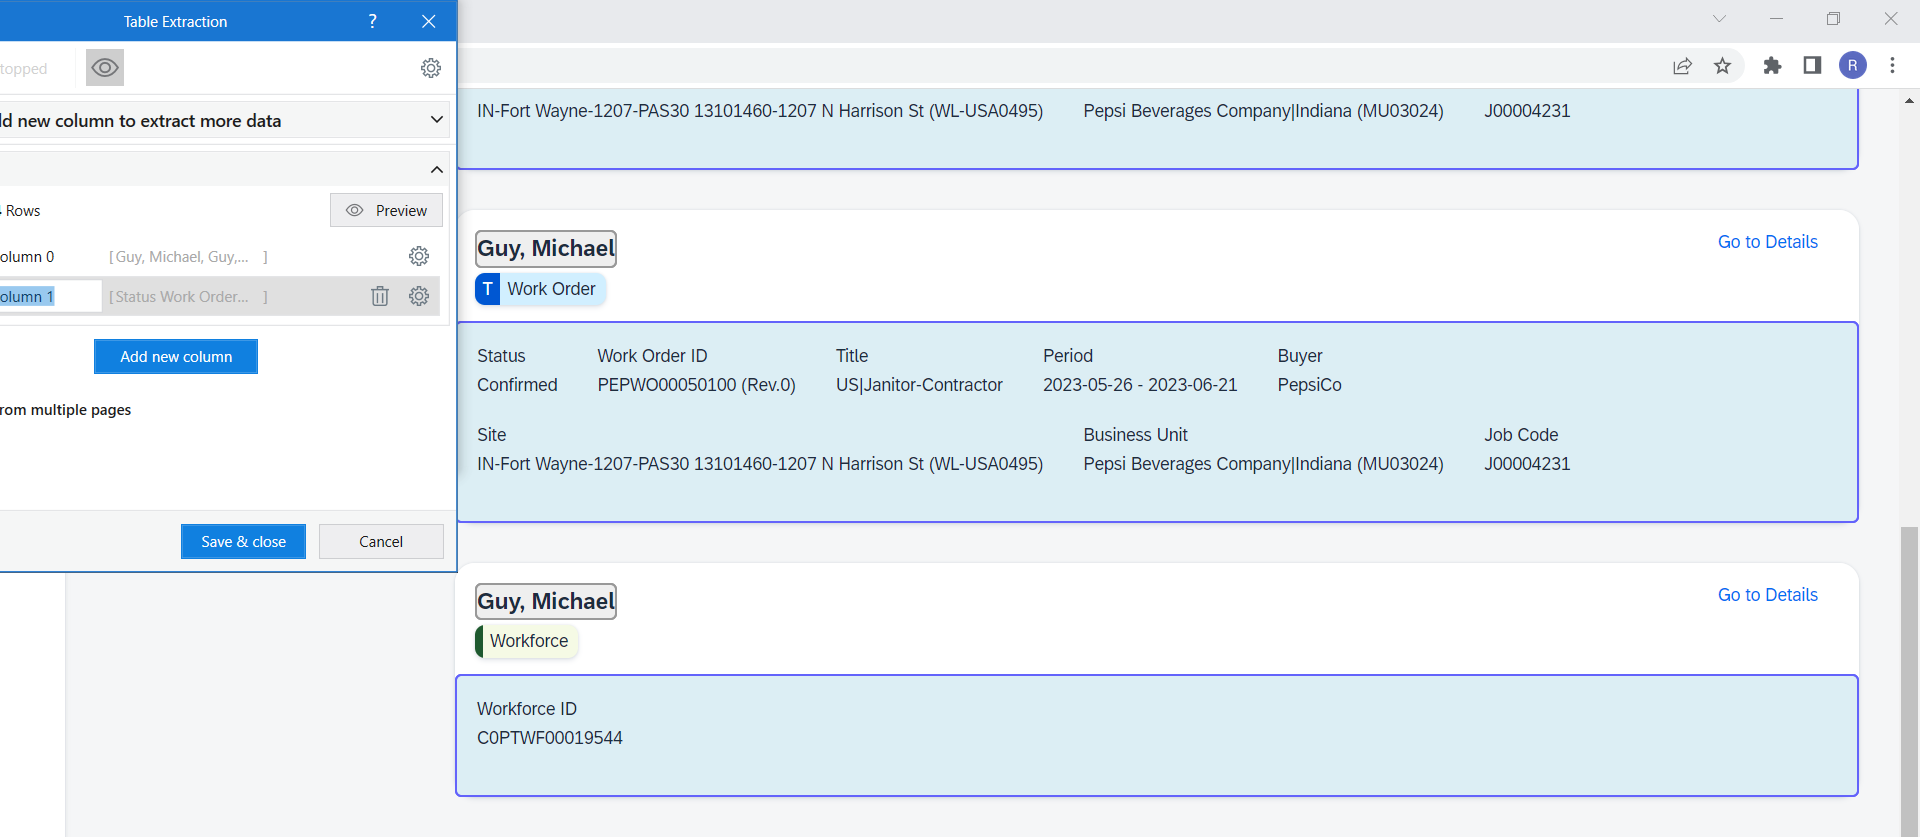 Table Extraction ?
topped
R
d new column to extract more data
Rows
Preview
olumn 0 [Guy, Michael, Guy,... ]
olumn 1 [Status Work Order... ]
Add new column
rom multiple pages
Save & close Cancel
IN-Fort Wayne-1207-PAS30 13101460-1207 N Harrison St (WL-USA0495) Pepsi Beverages Company|Indiana (MU03024) J00004231
Guy, Michael Go to Details
T Work Order
Status Work Order ID Title Period Buyer
Confirmed PEPWO00050100 (Rev.0) US|Janitor-Contractor 2023-05-26 - 2023-06-21 PepsiCo
Site Business Unit Job Code
IN-Fort Wayne-1207-PAS30 13101460-1207 N Harrison St (WL-USA0495) Pepsi Beverages Company|Indiana (MU03024) J00004231
Guy, Michael Go to Details
Workforce
Workforce ID
C0PTWF00019544